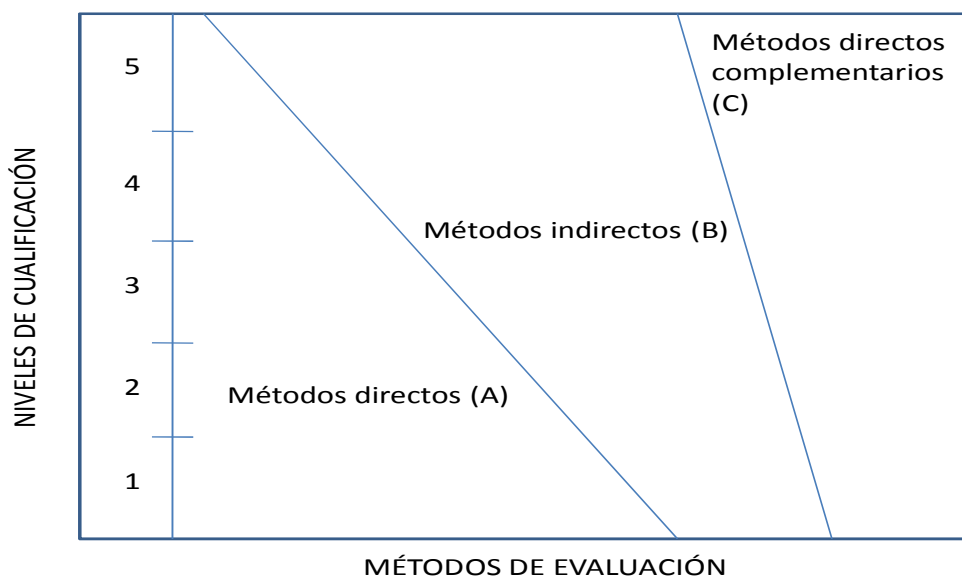 NIVELES DE CUALIFICACIÓN
5
4
3
2
1
Métodos directos
complementarios
(C)
Métodos indirectos (B)
Métodos directos (A)
MÉTODOS DE EVALUACIÓN